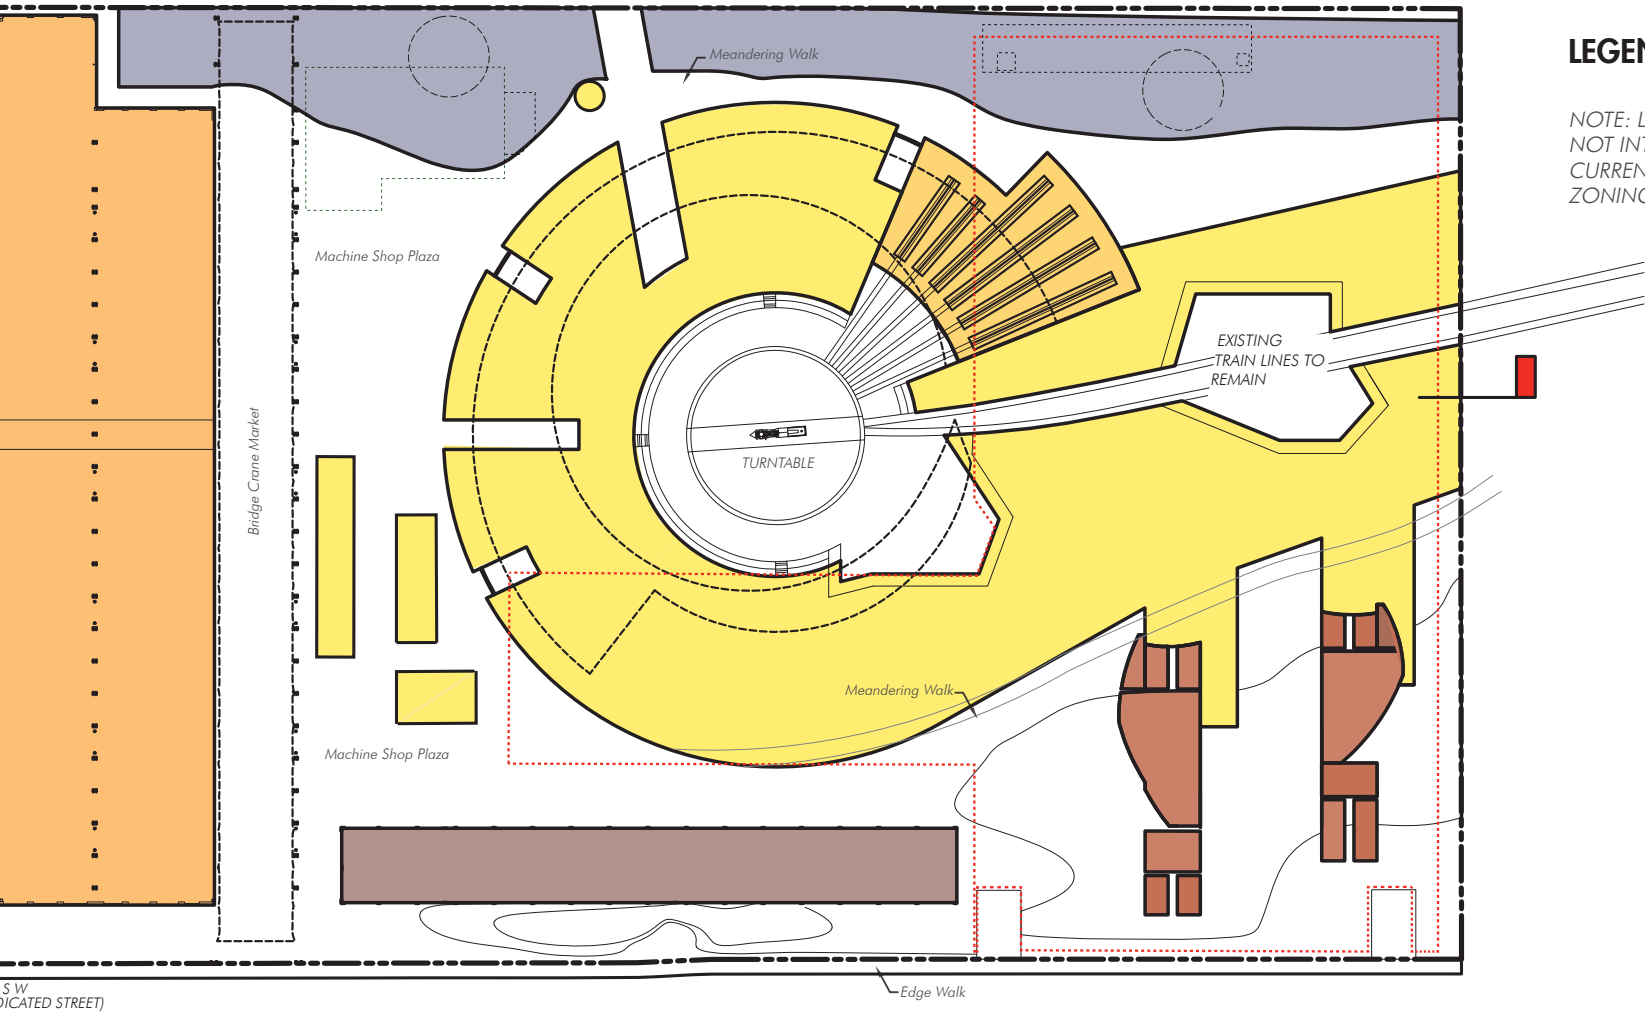 Meandering Walk
LEGEN
NOTE: L
NOT INT
CURREN
ZONING
Machine Shop Plaza
EXISTING
TRAIN LINES TO
REMAIN
Bridge Crane Market
TURNTABLE
Meandering Walk
Machine Shop Plaza
Edge Walk
S W
DICATED STREET)